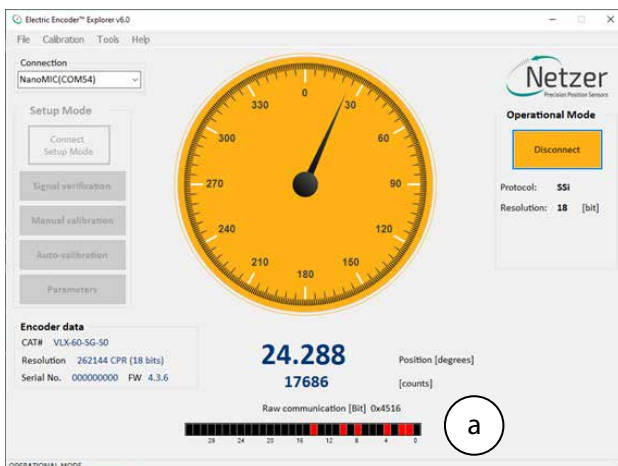 Electric Encoder™ Explorer v6.0
File Calibration Tools Help
Connection
NanoMIC(COM54)
Setup Mode
Connect
Setup Mode
Signal verification
Manual calibration
Auto-calibration
Parameters
0
30
60
90
120
150
180
210
240
270
300
330
Netzer
Precision Position Sensors
Operational Mode
Disconnect
Protocol: SSi
Resolution: 18 [bit]
Encoder data
CAT# VLX-60-SG-S0
Resolution 262144 CPR (18 bits)
Serial No. 000000000 FW 4.3.6
24.288 Position [degrees]
17686 [counts]
Raw communication [Bit] 0x4516
28 24 20 16 12 8 4 0
a
OPERATIONAL MODE